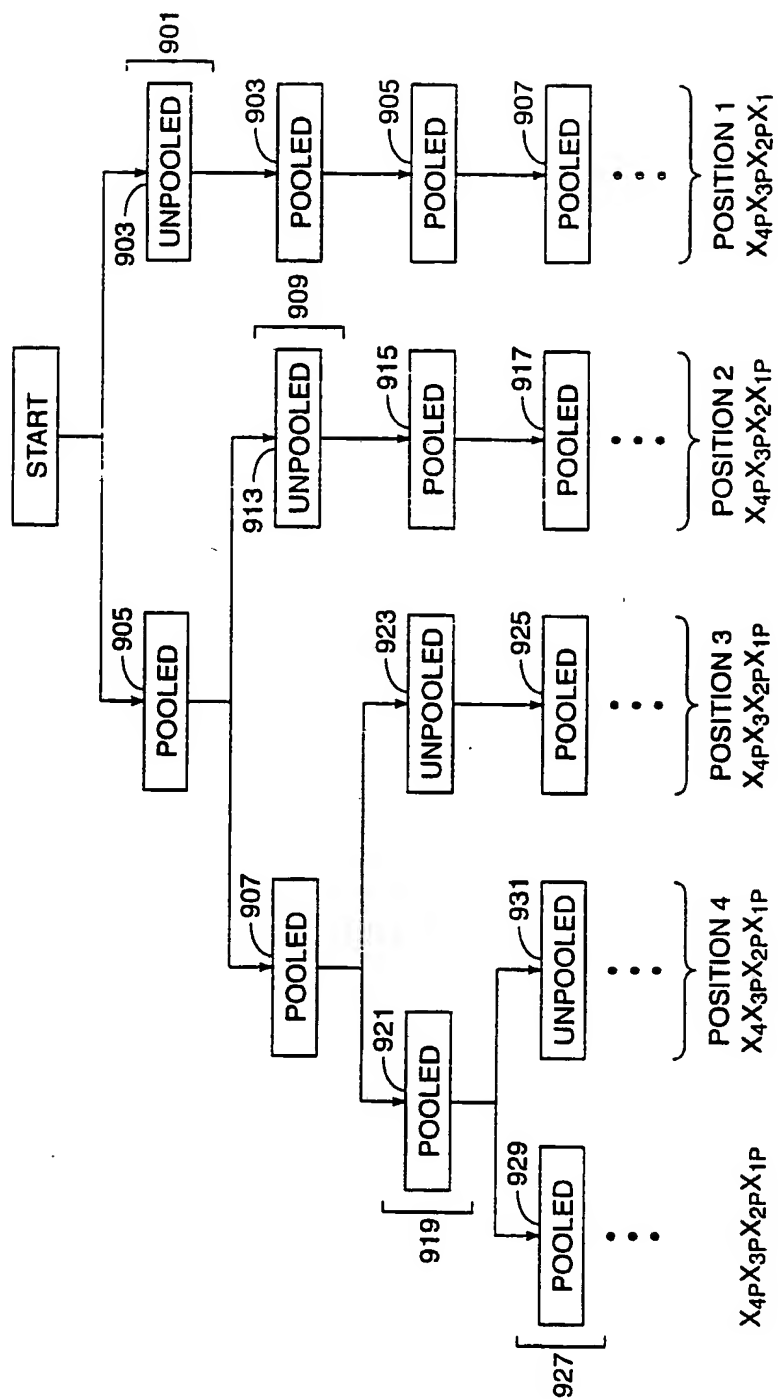 START
901
903
UNPOOLED
903
POOLED
905
POOLED
907
POOLED
POSITION 1
X4PX3PX2PX1
905
POOLED
909
913
UNPOOLED
915
POOLED
917
POOLED
POSITION 2
X4PX3PX2X1P
907
POOLED
923
UNPOOLED
925
POOLED
POSITION 3
X4PX3X2PX1P
919
921
POOLED
931
UNPOOLED
POSITION 4
X4X3PX2PX1P
927
929
POOLED
X4PX3PX2PX1P